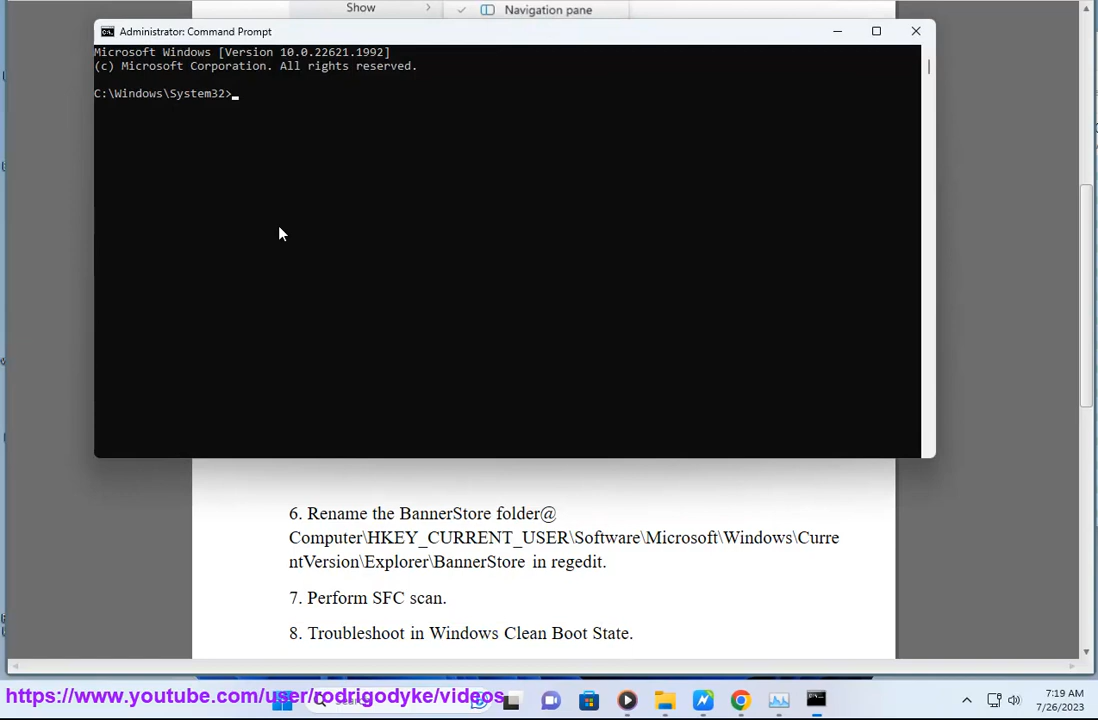 Show
Navigation pane
Administrator: Command Prompt
Microsoft Windows [Version 10.0.22621.1992]
(c) Microsoft Corporation. All rights reserved.
C:\Windows\System32>
6. Rename the BannerStore folder@
Computer\HKEY_CURRENT_USER\Software\Microsoft\Windows\Curre
ntVersion\Explorer\BannerStore in regedit.
7. Perform SFC scan.
8. Troubleshoot in Windows Clean Boot State.
https://www.youtube.com/user/rodrigodyke/videos
7:19 AM
7/26/2023